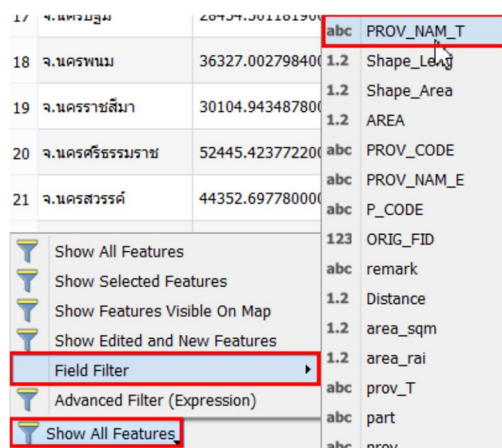 17 จ.นครปฐม
18 จ.นครพนม 36327.002798400
19 จ.นครราชสีมา 30104.943487800
20 จ.นครศรีธรรมราช 52445.423772200
21 จ.นครสวรรค์ 44352.697780000
Show All Features
Show Selected Features
Show Features Visible On Map
Show Edited and New Features
Field Filter
Advanced Filter (Expression)
Show All Features
abc PROV_NAM_T
1.2 Shape_Leng
1.2 Shape_Area
1.2 AREA
abc PROV_CODE
abc PROV_NAM_E
abc P_CODE
123 ORIG_FID
abc remark
1.2 Distance
1.2 area_sqm
1.2 area_rai
abc prov_T
abc part
abc prov